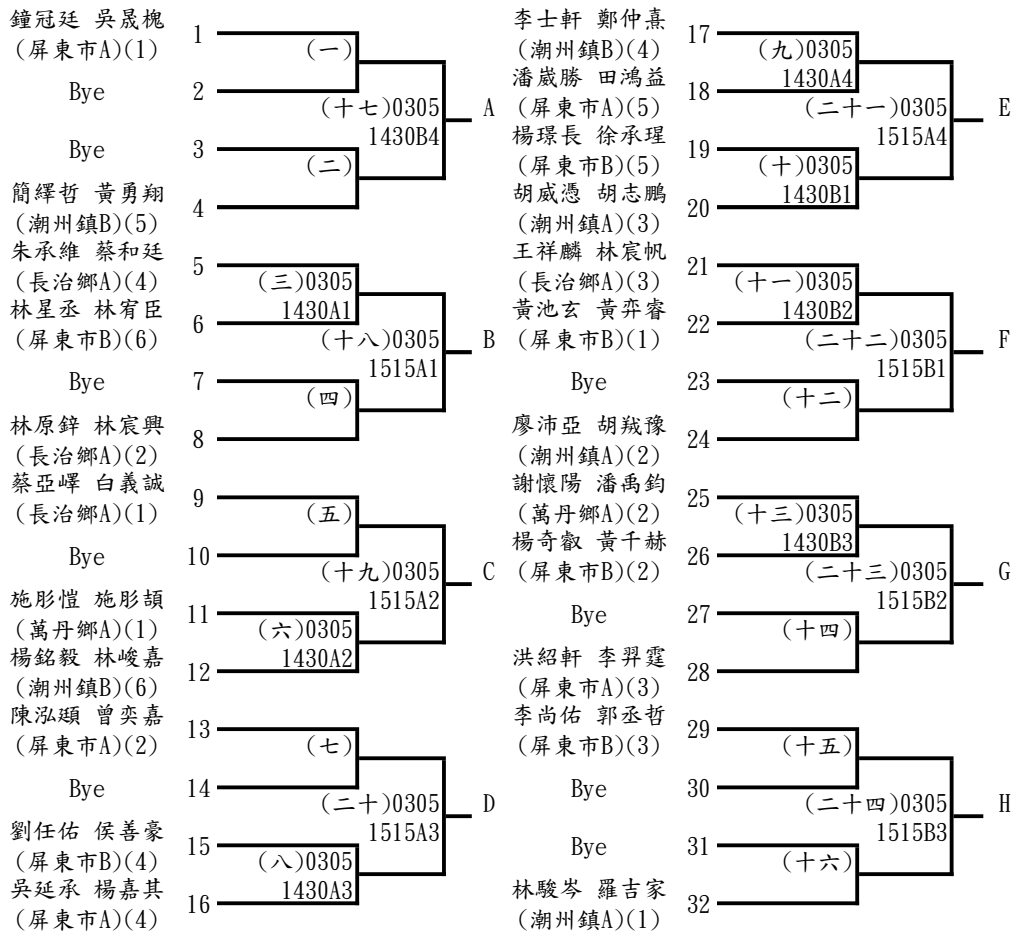 鐘冠廷 吳晟槐
(屏東市A)(1)
1
(一)
Bye
2
(十七)0305
1430B4
A
Bye
3
(二)
簡繹哲 黃勇翔
(潮州鎮B)(5)
4
朱承維 蔡和廷
(長治鄉A)(4)
5
(三)0305
1430A1
林星丞 林宥臣
(屏東市B)(6)
6
(十八)0305
1515A1
B
Bye
7
(四)
林原鋅 林宸興
(長治鄉A)(2)
8
蔡亞嶧 白義誠
(長治鄉A)(1)
9
(五)
Bye
10
(十九)0305
1515A2
C
施彤愷 施彤頡
(萬丹鄉A)(1)
11
(六)0305
1430A2
楊銘毅 林峻嘉
(潮州鎮B)(6)
12
陳泓頲 曾奕嘉
(屏東市A)(2)
13
(七)
Bye
14
(二十)0305
1515A3
D
劉任佑 侯善豪
(屏東市B)(4)
15
(八)0305
1430A3
吳延承 楊嘉其
(屏東市A)(4)
16
李士軒 鄭仲熹
(潮州鎮B)(4)
17
(九)0305
1430A4
潘崴勝 田鴻益
(屏東市A)(5)
18
(二十一)0305
1515A4
E
楊璟長 徐承瑆
(屏東市B)(5)
19
(十)0305
1430B1
胡威憑 胡志鵬
(潮州鎮A)(3)
20
王祥麟 林宸帆
(長治鄉A)(3)
21
(十一)0305
1430B2
黃池玄 黃弈睿
(屏東市B)(1)
22
(二十二)0305
1515B1
F
Bye
23
(十二)
廖沛亞 胡羢豫
(潮州鎮A)(2)
24
謝懷陽 潘禹鈞
(萬丹鄉A)(2)
25
(十三)0305
1430B3
楊奇叡 黃千赫
(屏東市B)(2)
26
(二十三)0305
1515B2
G
Bye
27
(十四)
洪紹軒 李羿霆
(屏東市A)(3)
28
李尚佑 郭丞哲
(屏東市B)(3)
29
(十五)
Bye
30
(二十四)0305
1515B3
H
Bye
31
(十六)
林駿岑 羅吉家
(潮州鎮A)(1)
32